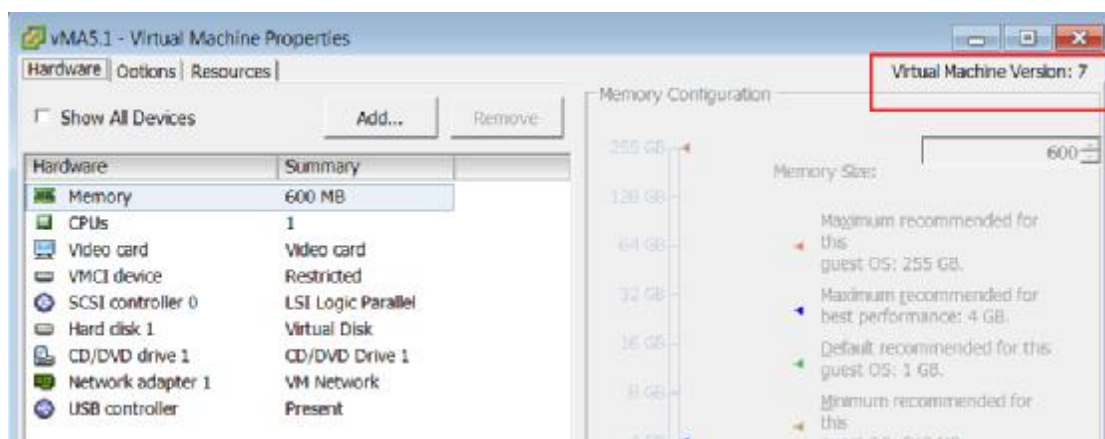 vMA5.1 - Virtual Machine Properties
Hardware Options Resources
Virtual Machine Version: 7
Show All Devices
Add...
Remove
Hardware Summary
Memory 600 MB
CPUs 1
Video card Video card
VMCI device Restricted
SCSI controller 0 LSI Logic Parallel
Hard disk 1 Virtual Disk
CD/DVD drive 1 CD/DVD Drive 1
Network adapter 1 VM Network
USB controller Present
Memory Configuration
255 GB
128 GB
64 GB
32 GB
16 GB
8 GB
Memory Size:
600
Maximum recommended for
this
guest OS: 255 GB.
Maximum recommended for
best performance: 4 GB.
Default recommended for this
guest OS: 1 GB.
Minimum recommended for
this